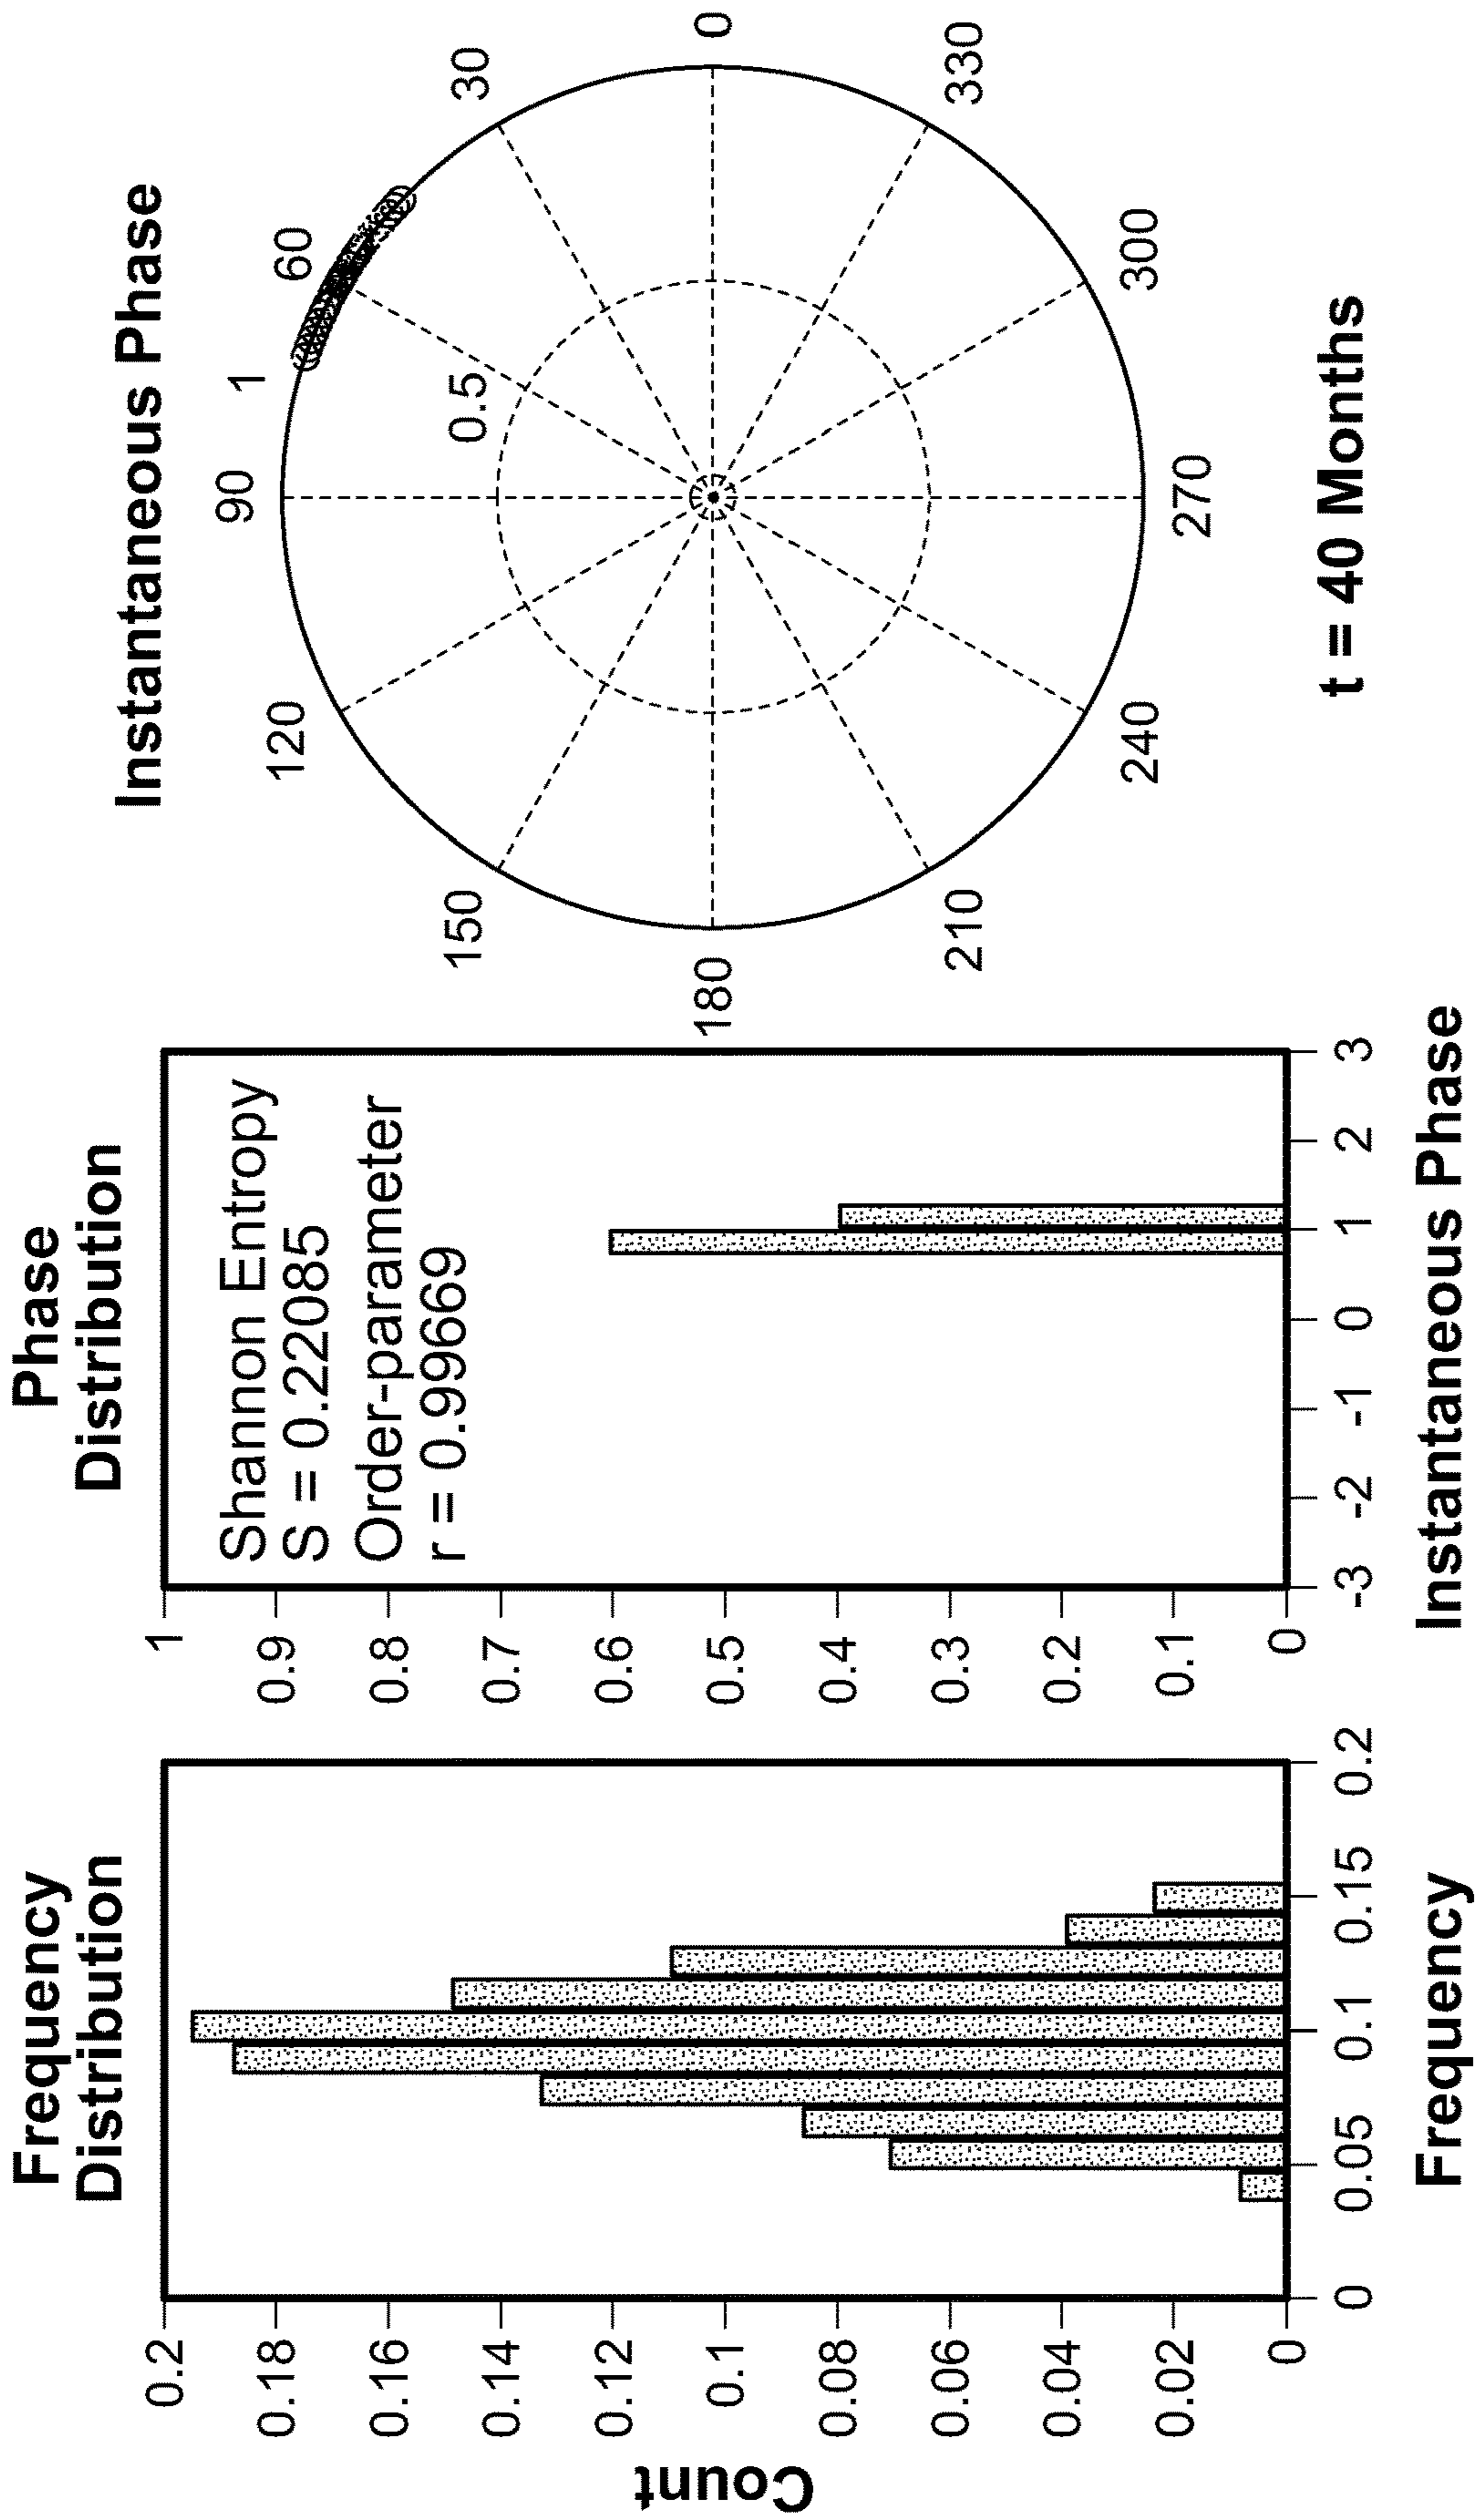 Frequency
Distribution
Count
0.2
0.18
0.16
0.14
0.12
0.1
0.08
0.06
0.04
0.02
0
0 0.05 0.1 0.15 0.2
Frequency
Phase
Distribution
Shannon Entropy
S = 0.22085
Order-parameter
r = 0.99669
1
0.9
0.8
0.7
0.6
0.5
0.4
0.3
0.2
0.1
0
-3 -2 -1 0 1 2 3
Instantaneous Phase
Instantaneous Phase
90 1
120 60
150 0.5 30
180 0
210 330
240 300
270
t = 40 Months